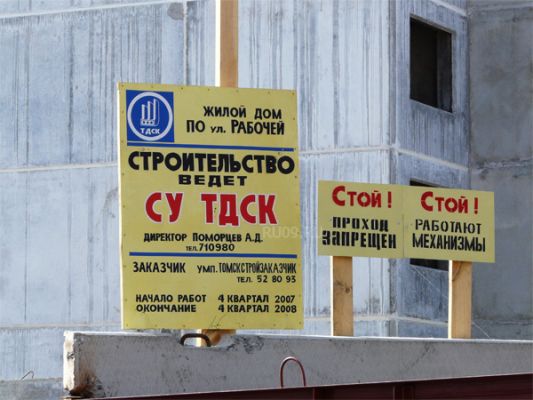 ТДСК
ЖИЛОЙ ДОМ
ПО ул. РАБОЧЕЙ
СТРОИТЕЛЬСТВО
ВЕДЕТ
СУ ТДСК
ДИРЕКТОР ПОМОРЦЕВ А.Д.
ТЕЛ. 710980
ЗАКАЗЧИК УМП. ТОМСКСТРОЙЗАКАЗЧИК
ТЕЛ. 52 80 93
НАЧАЛО РАБОТ 4 КВАРТАЛ 2007
ОКОНЧАНИЕ 4 КВАРТАЛ 2008
Стой!
ПРОХОД
ЗАПРЕЩЕН
Стой!
РАБОТАЮТ
МЕХАНИЗМЫ